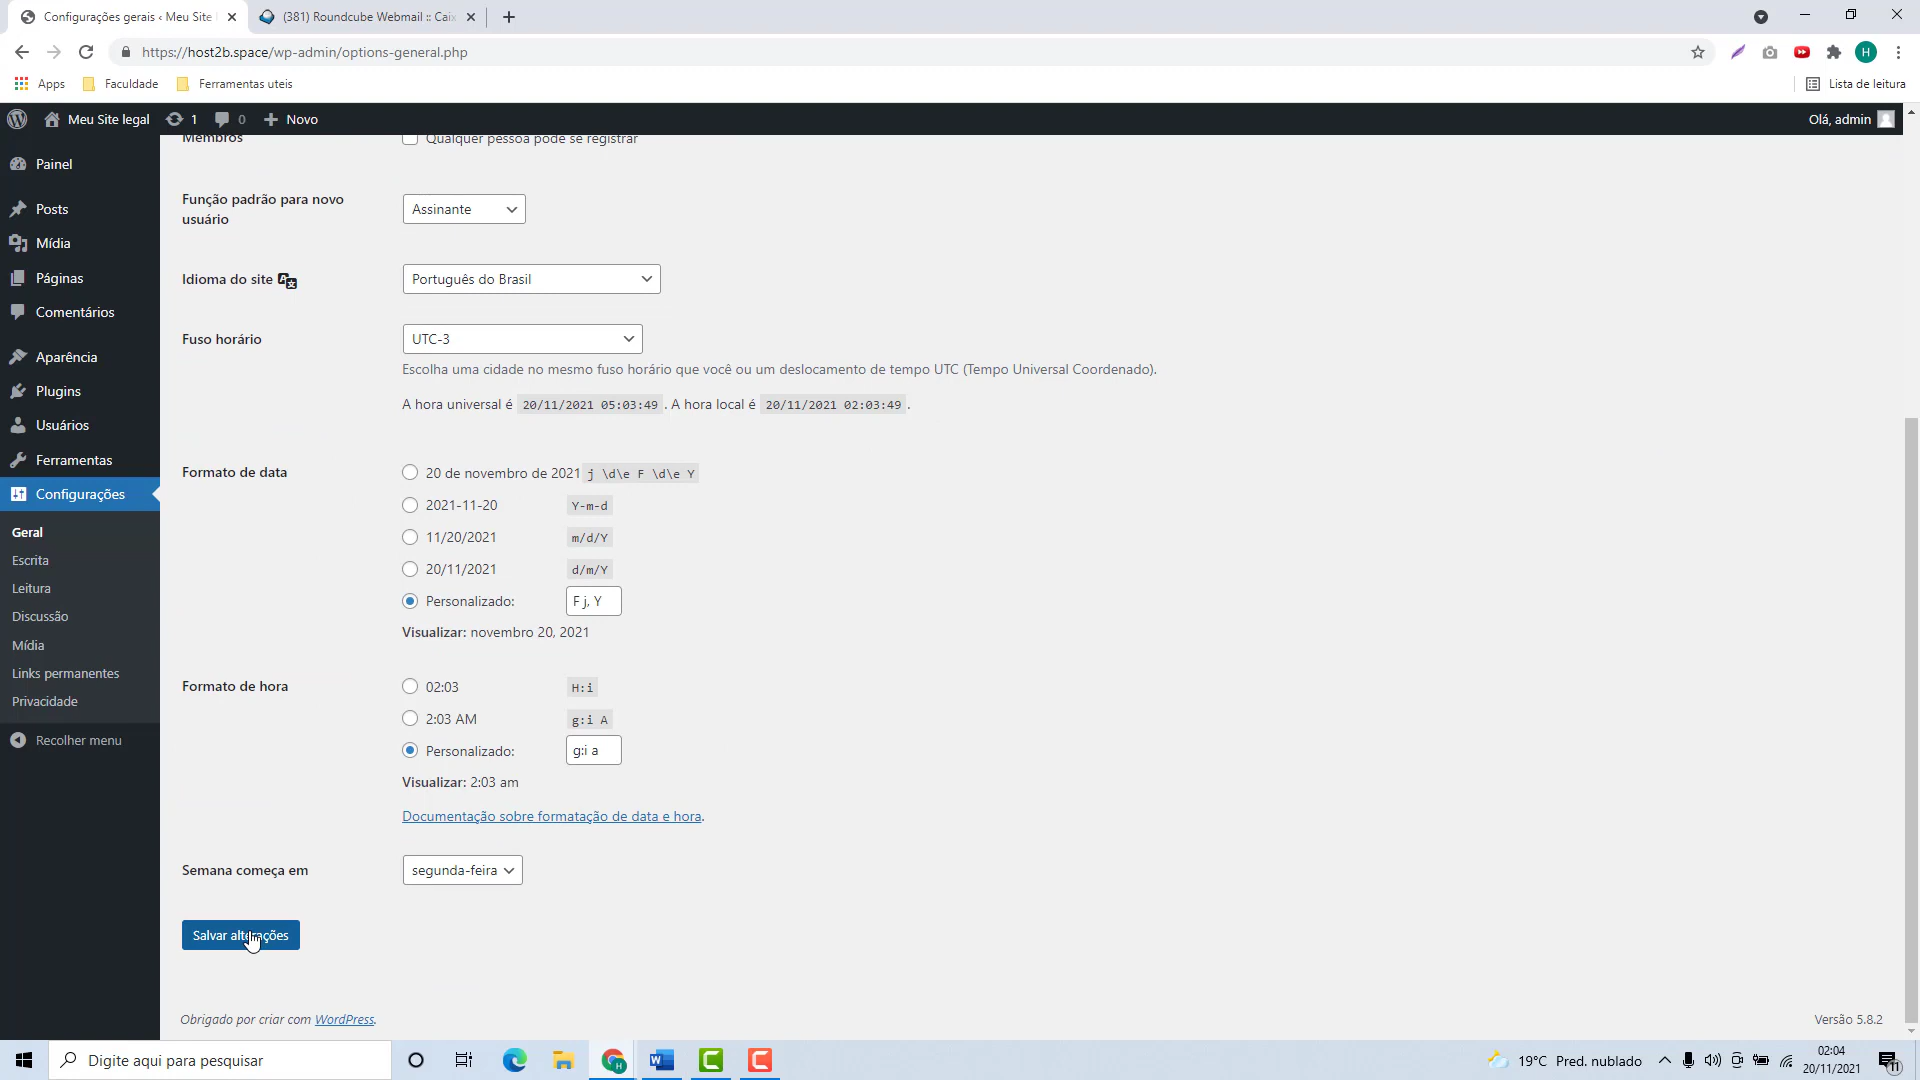 Configurações gerais ‹ Meu Site
(381) Roundcube Webmail :: Caix
https://host2b.space/wp-admin/options-general.php
H
Apps
Faculdade
Ferramentas uteis
Lista de leitura
Meu Site legal
1
0
Novo
Olá, admin
Painel
Posts
Mídia
Páginas
Comentários
Aparência
Plugins
Usuários
Ferramentas
Configurações
Geral
Escrita
Leitura
Discussão
Mídia
Links permanentes
Privacidade
Recolher menu
Membros
Qualquer pessoa pode se registrar
Função padrão para novo
usuário
Assinante
Idioma do site
Português do Brasil
Fuso horário
UTC-3
Escolha uma cidade no mesmo fuso horário que você ou um deslocamento de tempo UTC (Tempo Universal Coordenado).
A hora universal é 20/11/2021 05:03:49. A hora local é 20/11/2021 02:03:49.
Formato de data
20 de novembro de 2021 j \d\e F \d\e Y
2021-11-20 Y-m-d
11/20/2021 m/d/Y
20/11/2021 d/m/Y
Personalizado: F j, Y
Visualizar: novembro 20, 2021
Formato de hora
02:03 H:i
2:03 AM g:i A
Personalizado: g:i a
Visualizar: 2:03 am
Documentação sobre formatação de data e hora.
Semana começa em
segunda-feira
Salvar alterações
Obrigado por criar com WordPress.
Versão 5.8.2
Digite aqui para pesquisar
19°C Pred. nublado
02:04
20/11/2021
11